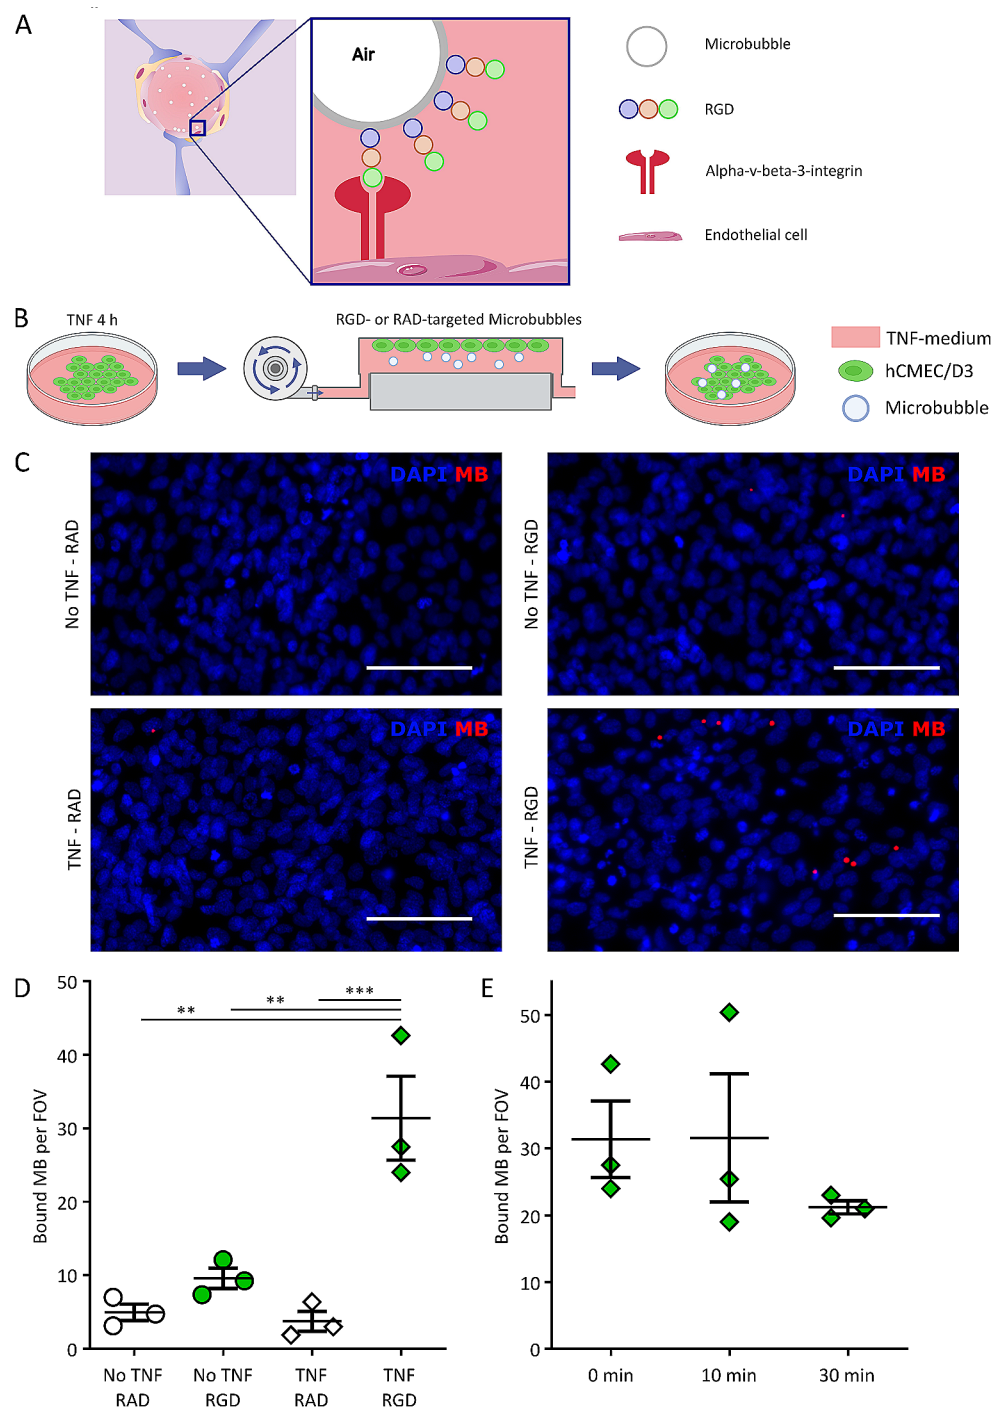 A
Air
Microbubble
RGD
Alpha-v-beta-3-integrin
Endothelial cell
B
TNF 4 h
RGD- or RAD-targeted Microbubbles
TNF-medium
hCMEC/D3
Microbubble
C
No TNF - RAD
DAPI MB
No TNF - RGD
DAPI MB
TNF - RAD
DAPI MB
TNF - RGD
DAPI MB
D
Bound MB per FOV
50
40
30
20
10
0
**
**
***
No TNF RAD
No TNF RGD
TNF RAD
TNF RGD
E
Bound MB per FOV
50
40
30
20
10
0
0 min
10 min
30 min